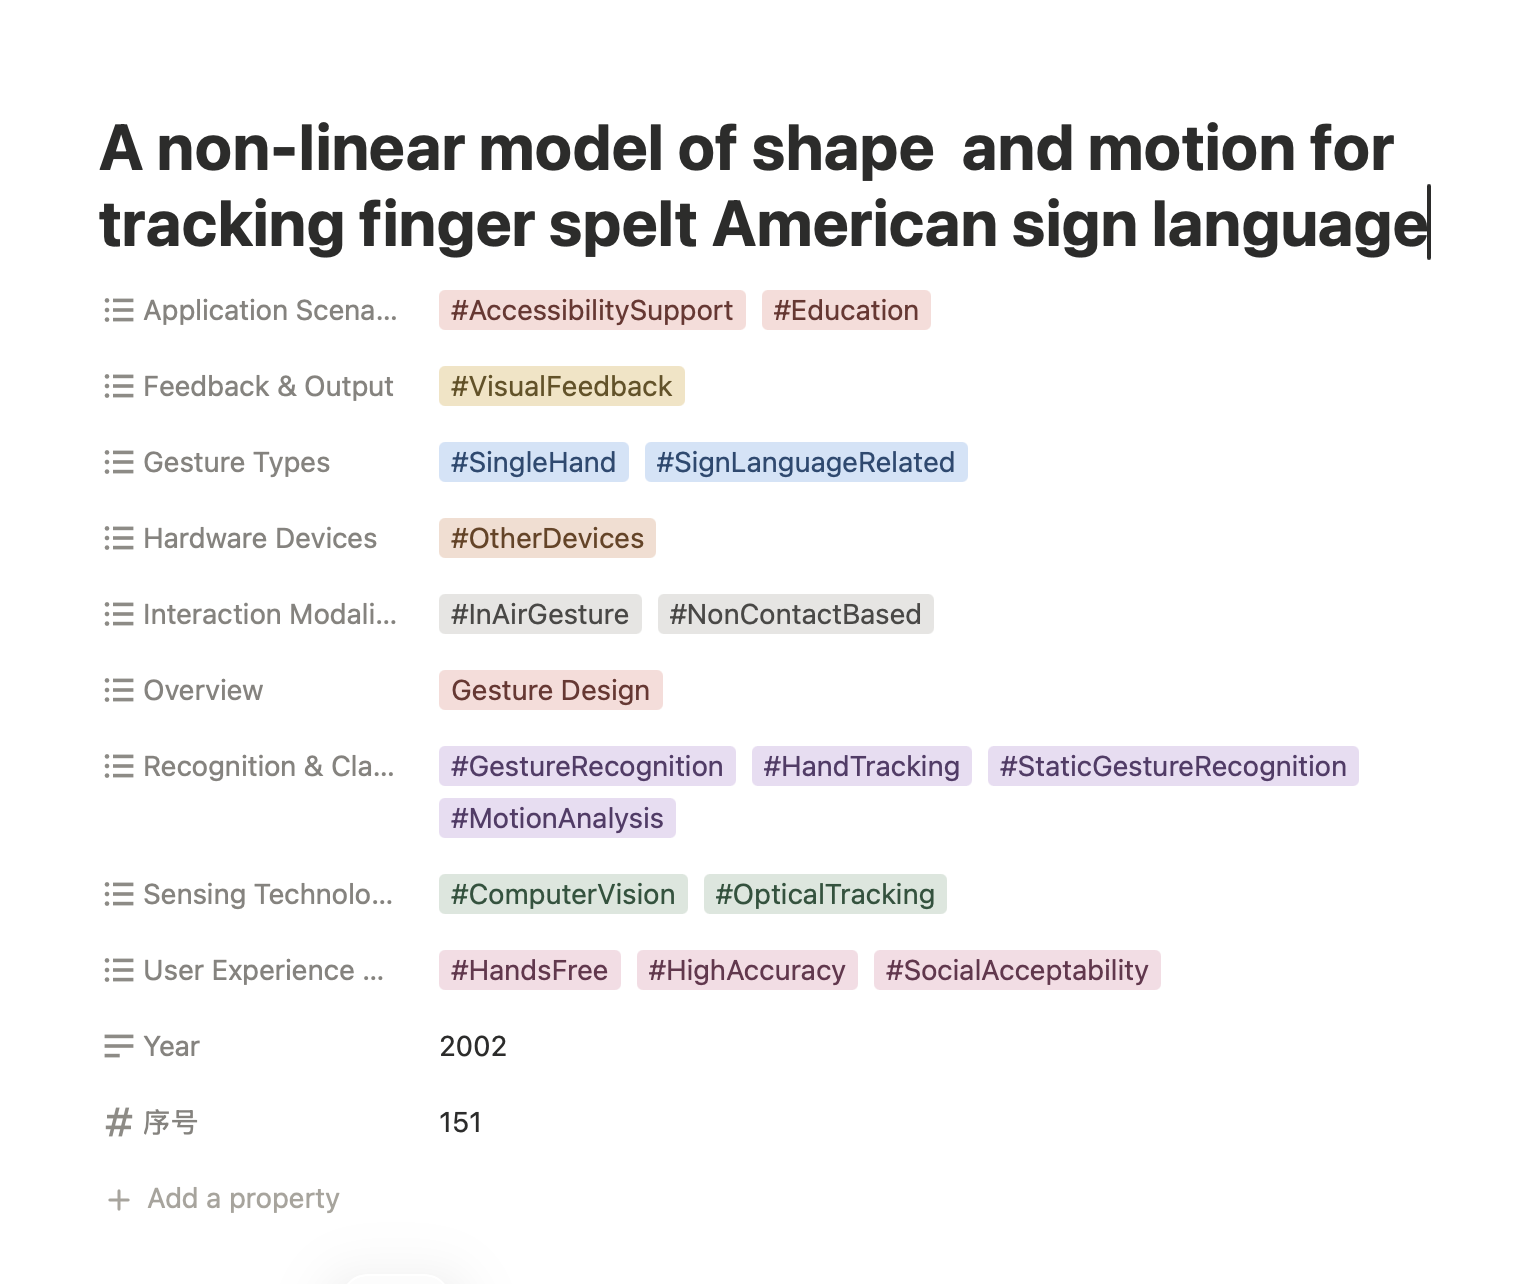 A non-linear model of shape  and motion for
tracking finger spelt American sign language
Application Scena... #AccessibilitySupport #Education
Feedback & Output #VisualFeedback
Gesture Types #SingleHand #SignLanguageRelated
Hardware Devices #OtherDevices
Interaction Modali... #InAirGesture #NonContactBased
Overview Gesture Design
Recognition & Cla... #GestureRecognition #HandTracking #StaticGestureRecognition
#MotionAnalysis
Sensing Technolo... #ComputerVision #OpticalTracking
User Experience ... #HandsFree #HighAccuracy #SocialAcceptability
Year 2002
序号 151
Add a property